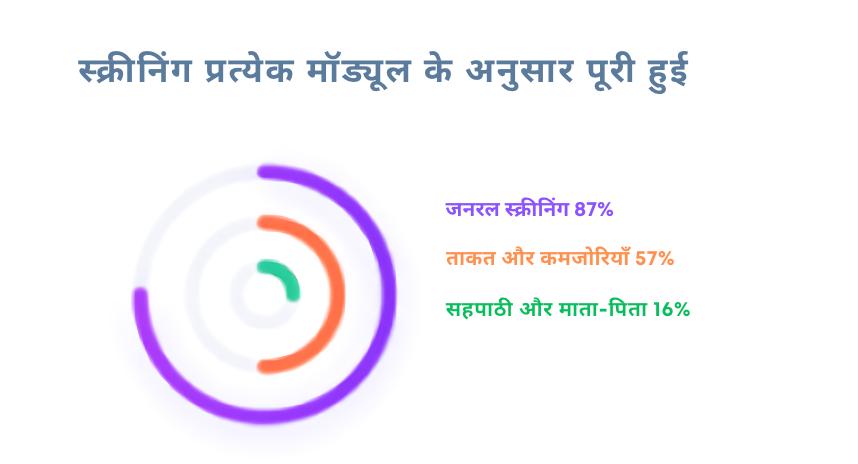 स्क्रीनिंग प्रत्येक मॉड्यूल के अनुसार पूरी हुई
जनरल स्क्रीनिंग 87%
ताकत और कमजोरियाँ 57%
सहपाठी और माता-पिता 16%